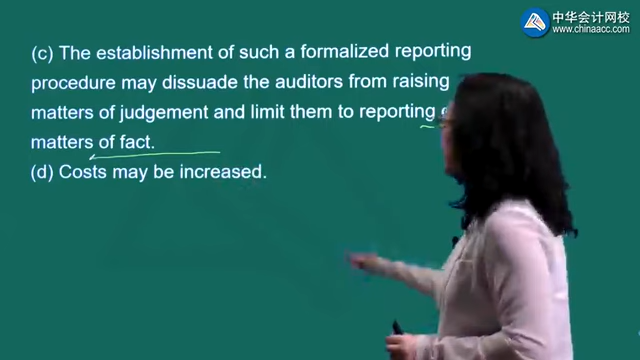 中华会计网校
www.chinaacc.com
(c) The establishment of such a formalized reporting
procedure may dissuade the auditors from raising
matters of judgement and limit them to reporting
matters of fact.
(d) Costs may be increased.